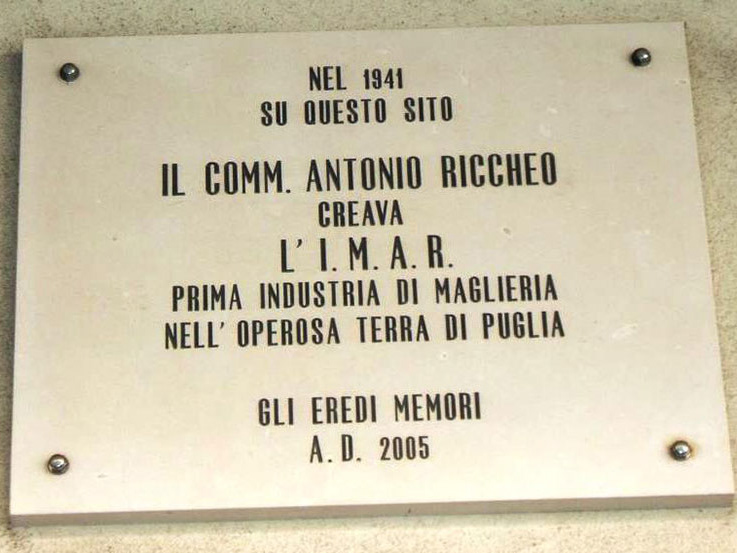 NEL 1941
SU QUESTO SITO
IL COMM. ANTONIO RICCHEO
CREAVA
L' I. M. A. R.
PRIMA INDUSTRIA DI MAGLIERIA
NELL' OPEROSA TERRA DI PUGLIA
GLI EREDI MEMORI
A. D. 2005